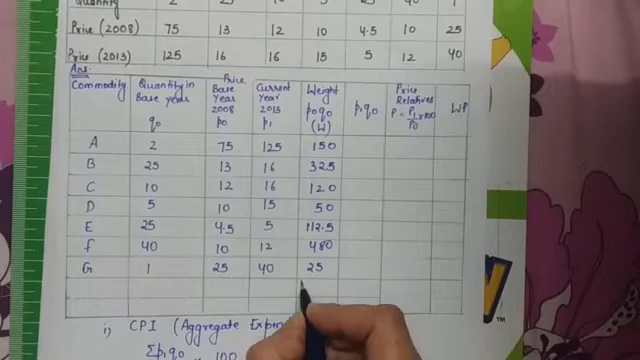 Quantity 2 25 10 5 25 40 1
Price (2008) 75 13 12 10 4.5 10 25
Price (2013) 125 16 16 15 5 12 40
Ans.
Commodity Quantity in Base year q₀ Price Base Year 2008 p₀ Current Year 2013 p₁ Weight p₀q₀ (W) p₁q₀ Price Relatives P = P₁/P₀ x100 WP
A 2 75 125 150
B 25 13 16 325
C 10 12 16 120
D 5 10 15 50
E 25 4.5 5 112.5
f 40 10 12 480
G 1 25 40 25
i) CPI (Aggregate Expen
Σp₁q₀ x 100